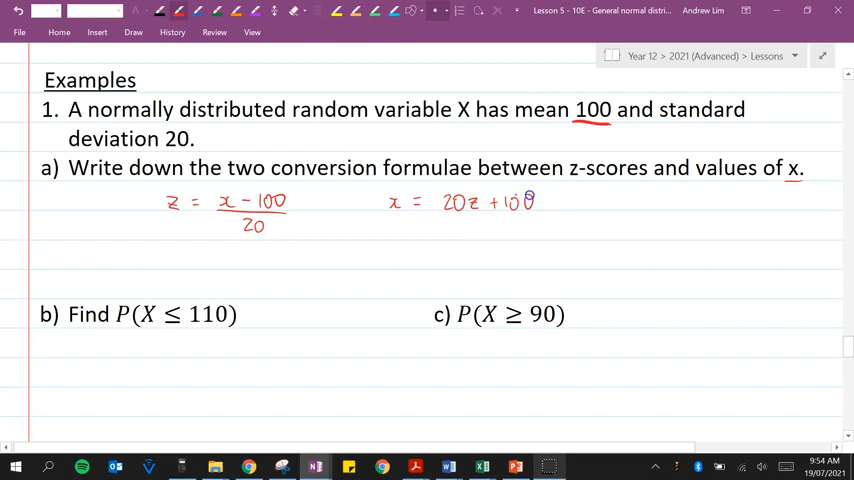 Lesson 5 - 10E - General normal distri...
Andrew Lim
File Home Insert Draw History View
Year 12 > 2021 (Advanced) > Lessons
Examples
1. A normally distributed random variable X has mean 100 and standard
deviation 20.
a) Write down the two conversion formulae between z-scores and values of x.
z = x - 100 / 20 x = 20z + 100
b) Find P(X ≤ 110) c) P(X ≥ 90)
9:54 AM
19/07/2021